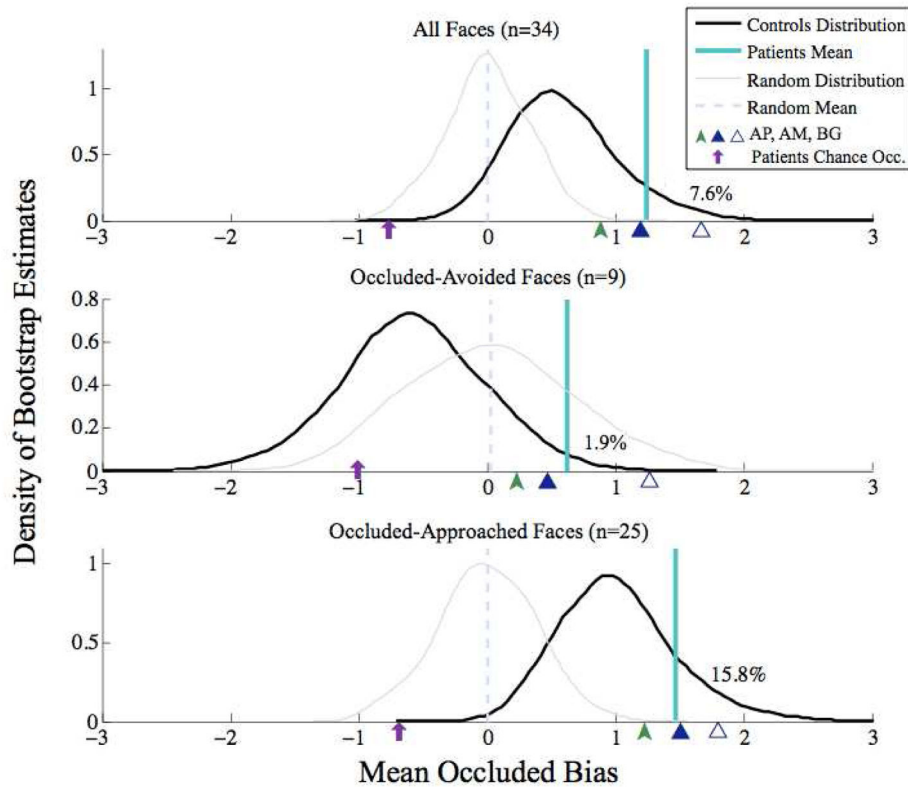 All Faces (n=34)
Controls Distribution
Patients Mean
Random Distribution
Random Mean
AP, AM, BG
Patients Chance Occ.
1
0.5
0
7.6%
−3 −2 −1 0 1 2 3
Occluded-Avoided Faces (n=9)
0.8
0.6
0.4
0.2
0
1.9%
−3 −2 −1 0 1 2 3
Occluded-Approached Faces (n=25)
1
0.5
0
15.8%
−3 −2 −1 0 1 2 3
Density of Bootstrap Estimates
Mean Occluded Bias